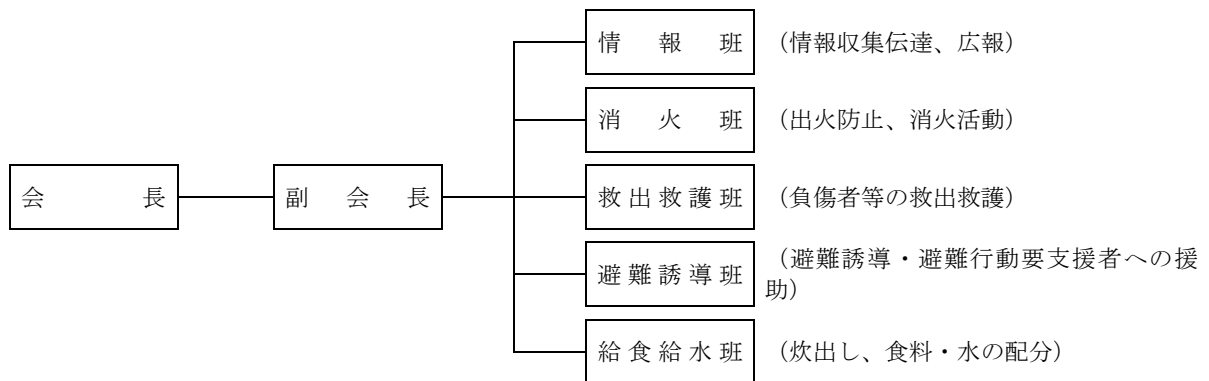 情報班 （情報収集伝達、広報）
消火班 （出火防止、消火活動）
会長 副会長 救出救護班 （負傷者等の救出救護）
避難誘導班 （避難誘導・避難行動要支援者への援
助）
給食給水班 （炊出し、食料・水の配分）